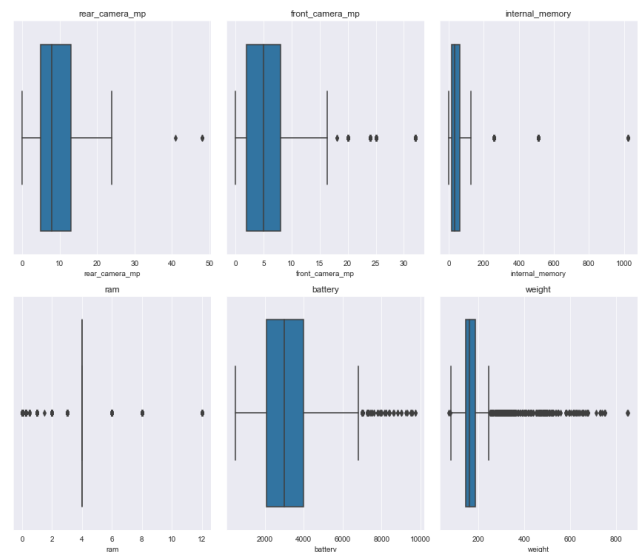 rear_camera_mp
front_camera_mp
internal_memory
0 10 20 30 40 50
0 5 10 15 20 25 30
0 200 400 600 800 1000
rear_camera_mp
front_camera_mp
internal_memory
ram
battery
weight
0 2 4 6 8 10 12
2000 4000 6000 8000 10000
200 400 600 800
ram
battery
weight